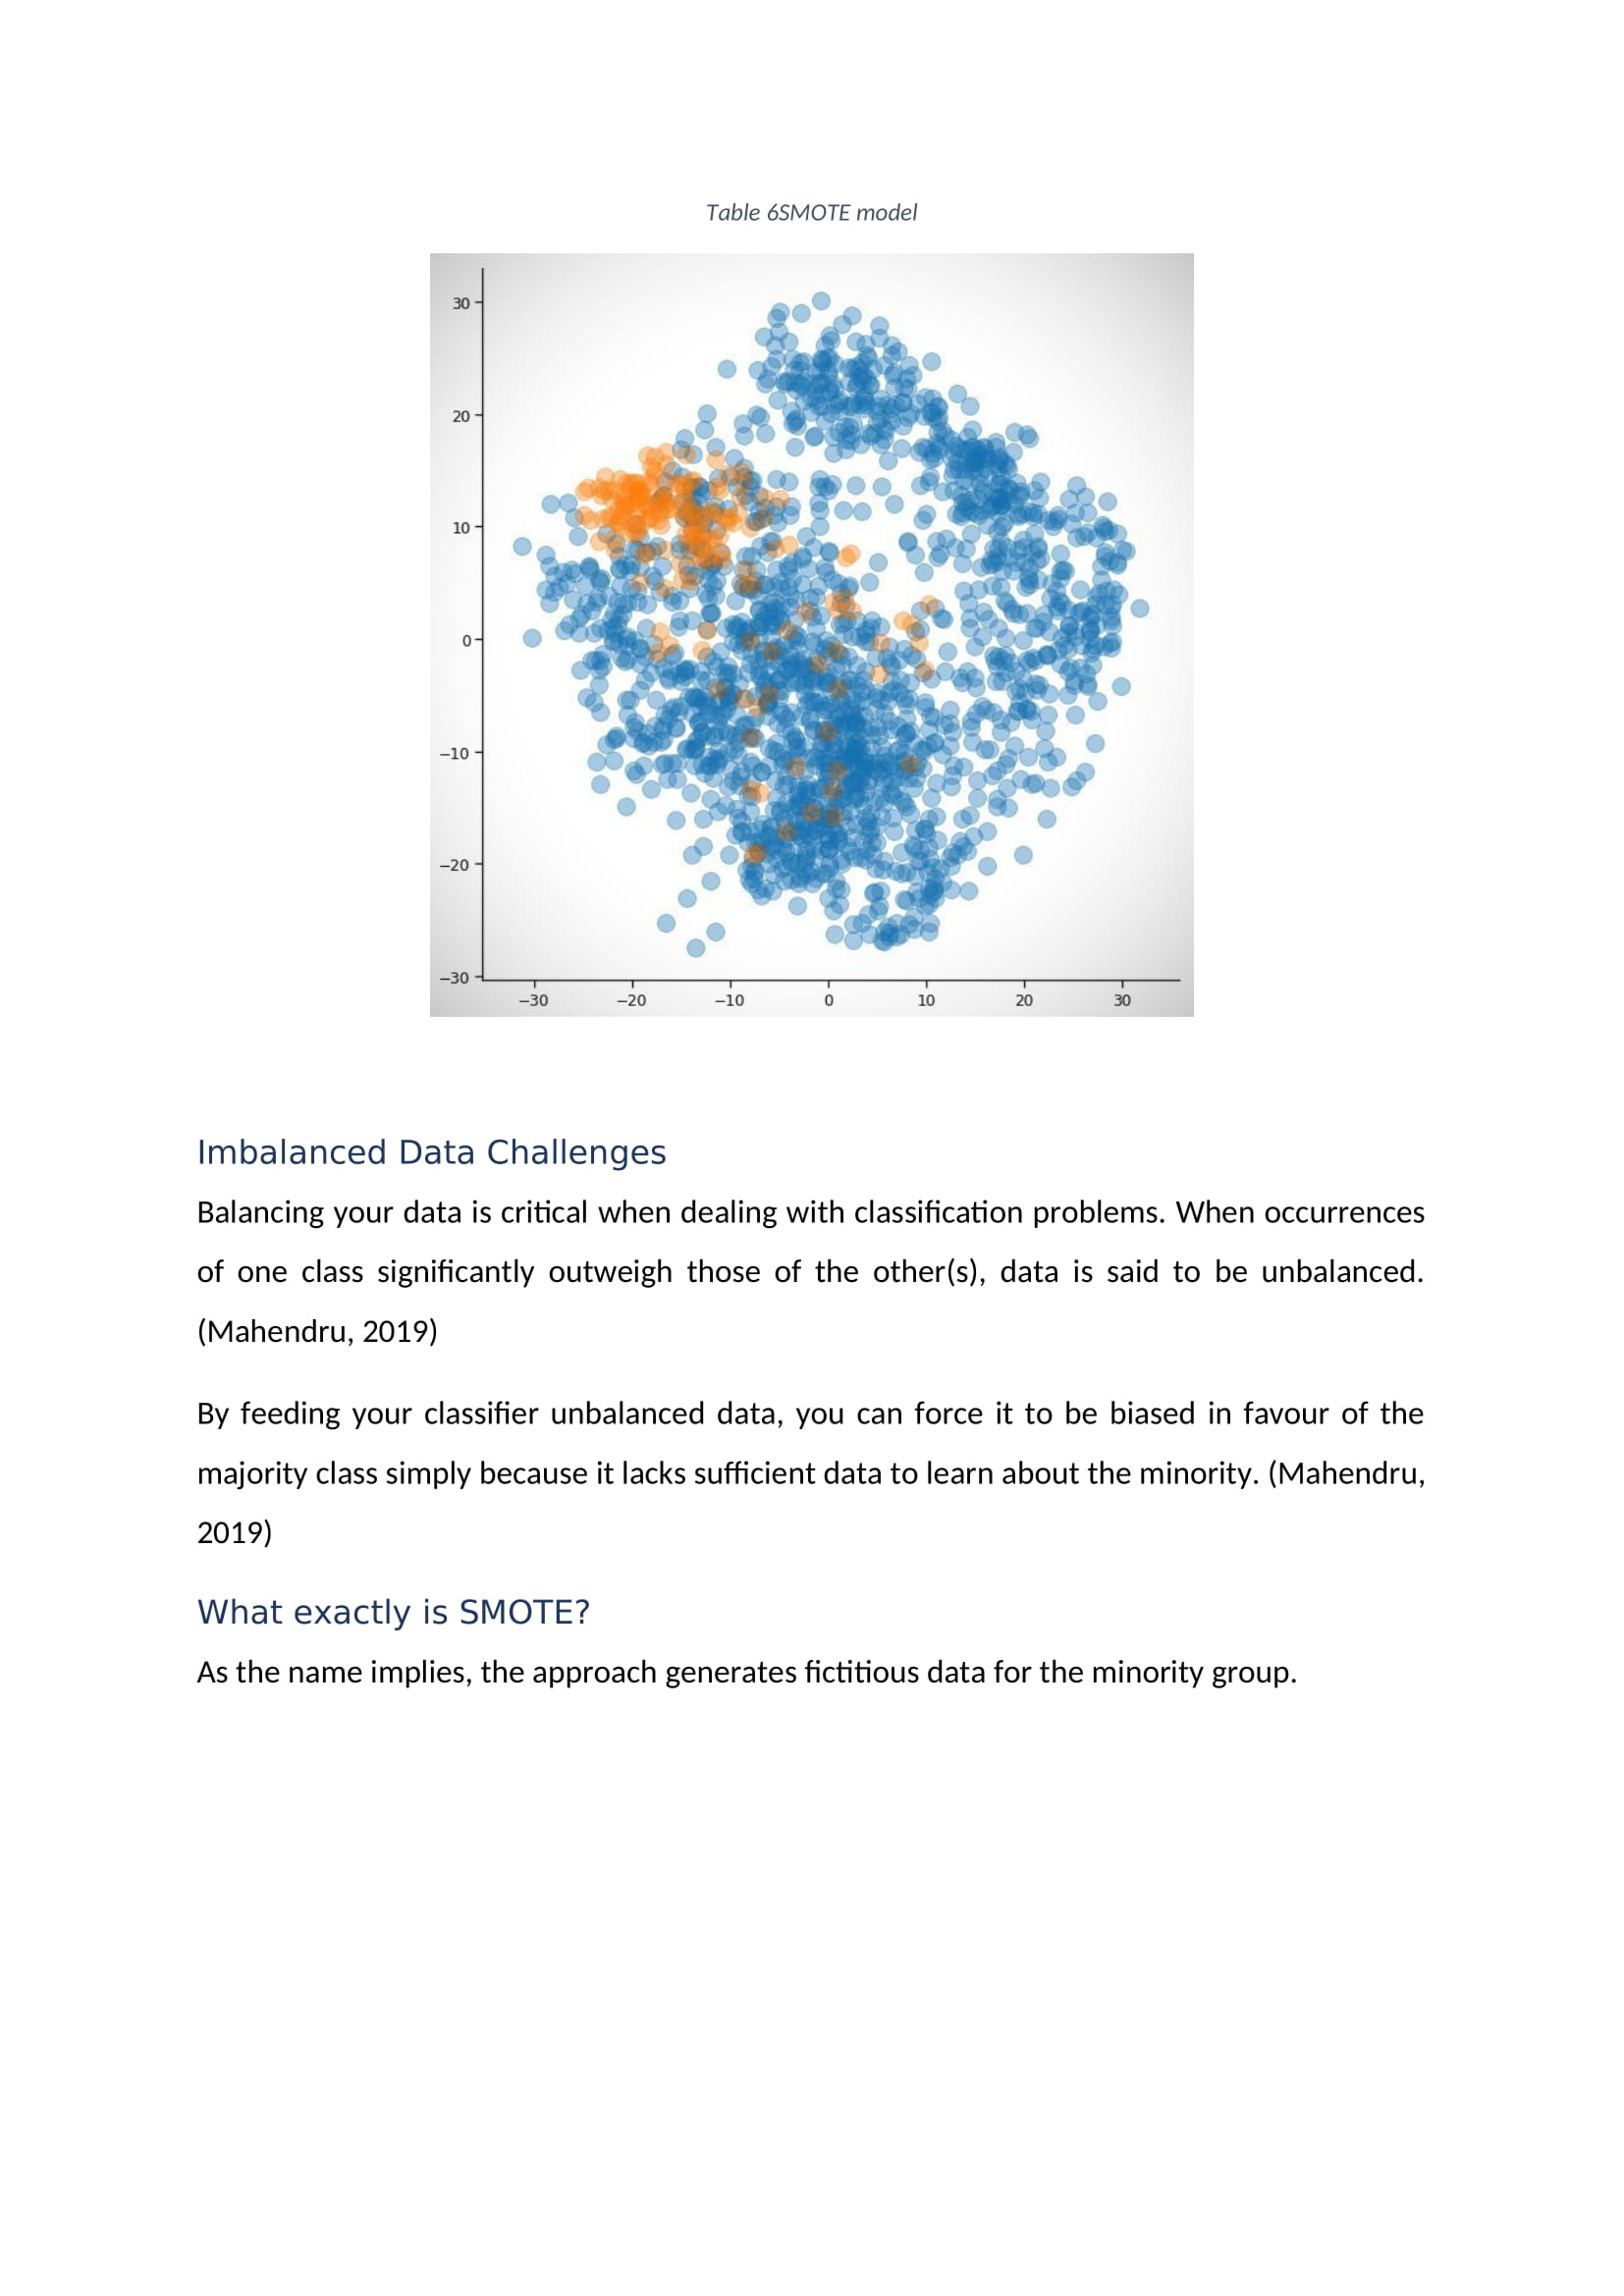 Table 6SMOTE model
30
20
10
0
−10
−20
−30
−30 −20 −10 0 10 20 30
Imbalanced Data Challenges
Balancing your data is critical when dealing with classification problems. When occurrences
of one class significantly outweigh those of the other(s), data is said to be unbalanced.
(Mahendru, 2019)
By feeding your classifier unbalanced data, you can force it to be biased in favour of the
majority class simply because it lacks sufficient data to learn about the minority. (Mahendru,
2019)
What exactly is SMOTE?
As the name implies, the approach generates fictitious data for the minority group.